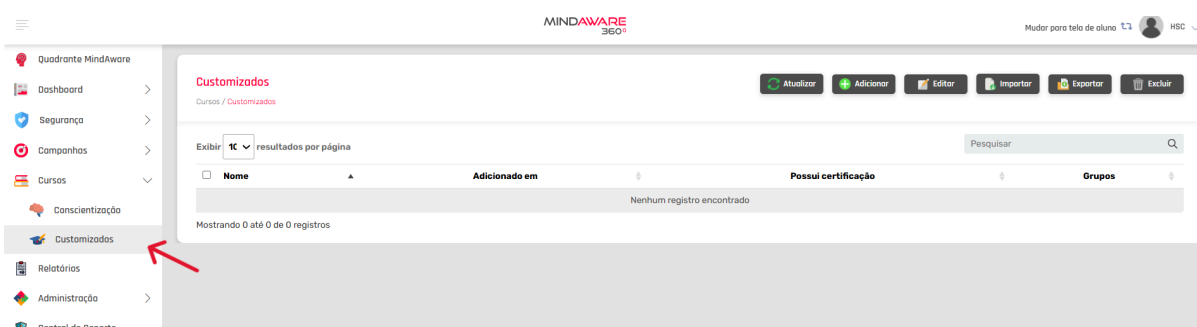 MINDAWARE
360°
Mudar para tela de aluno
HSC
Quadrante MindAware
Dashboard
Segurança
Campanhas
Cursos
Conscientização
Customizados
Relatórios
Administração
Customizados
Cursos / Customizados
Atualizar
Adicionar
Editar
Importar
Exportar
Excluir
Exibir 10 resultados por página
Pesquisar
Nome
Adicionado em
Possui certificação
Grupos
Nenhum registro encontrado
Mostrando 0 até 0 de 0 registros